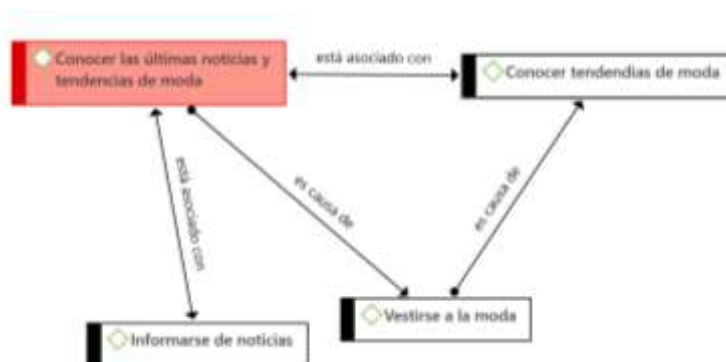 Conocer las últimas noticias y
tendencias de moda
está asociado con
Conocer tendendias de moda
está asociado con
es causa de
es causa de
Informarse de noticias
Vestirse a la moda